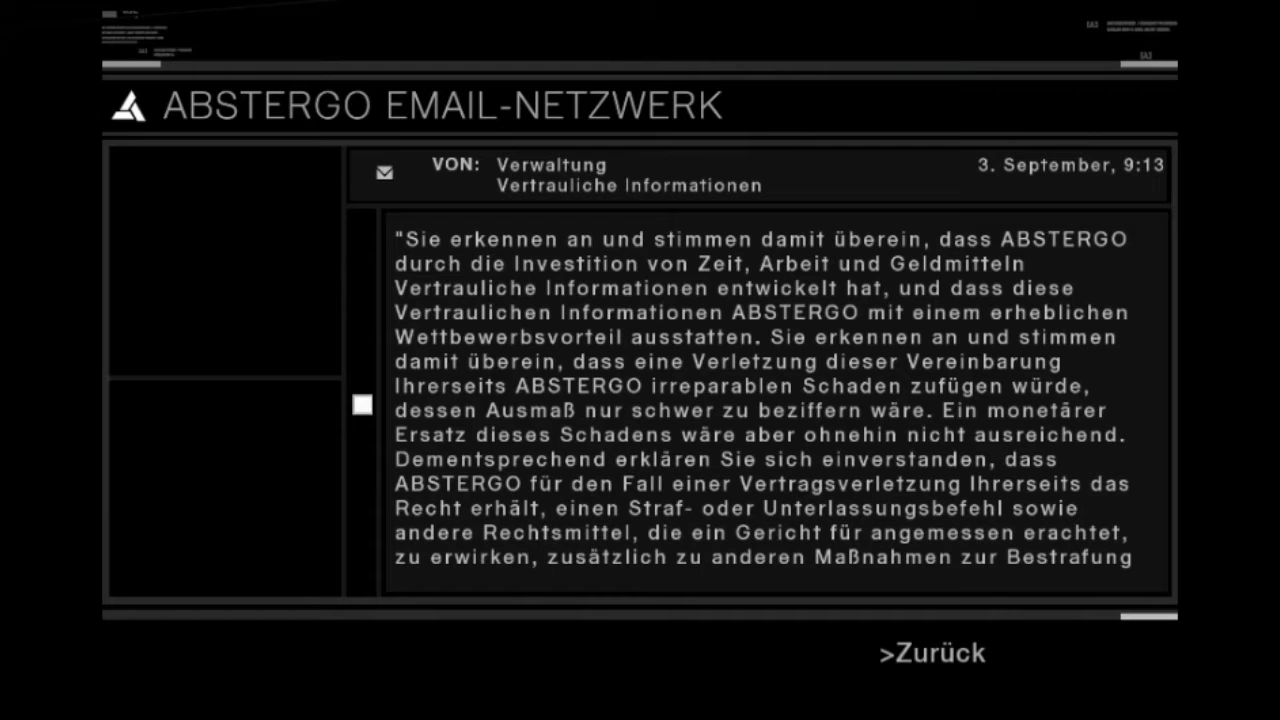 ABSTERGO EMAIL-NETZWERK
VON: Verwaltung
3. September, 9:13
Vertrauliche Informationen
"Sie erkennen an und stimmen damit überein, dass ABSTERGO
durch die Investition von Zeit, Arbeit und Geldmitteln
Vertrauliche Informationen entwickelt hat, und dass diese
Vertraulichen Informationen ABSTERGO mit einem erheblichen
Wettbewerbsvorteil ausstatten. Sie erkennen an und stimmen
damit überein, dass eine Verletzung dieser Vereinbarung
Ihrerseits ABSTERGO irreparablen Schaden zufügen würde,
dessen Ausmaß nur schwer zu beziffern wäre. Ein monetärer
Ersatz dieses Schadens wäre aber ohnehin nicht ausreichend.
Dementsprechend erklären Sie sich einverstanden, dass
ABSTERGO für den Fall einer Vertragsverletzung Ihrerseits das
Recht erhält, einen Straf- oder Unterlassungsbefehl sowie
andere Rechtsmittel, die ein Gericht für angemessen erachtet,
zu erwirken, zusätzlich zu anderen Maßnahmen zur Bestrafung
>Zurück